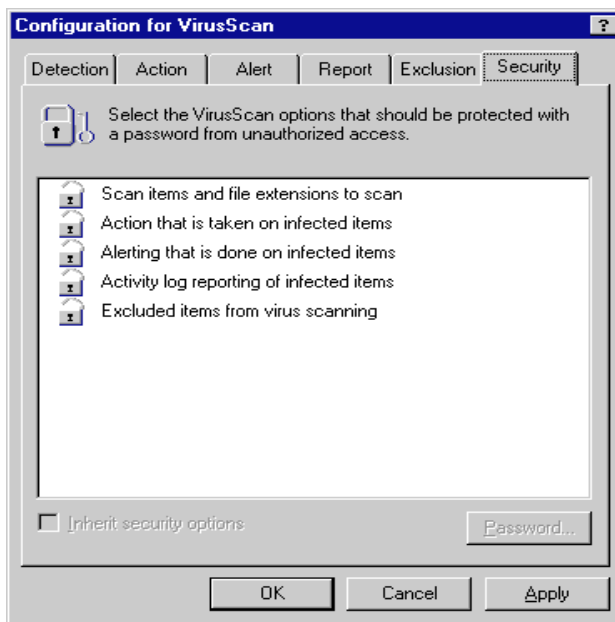 Configuration for VirusScan ?
Detection Action Alert Report Exclusion Security
Select the VirusScan options that should be protected with
a password from unauthorized access.
Scan items and file extensions to scan
Action that is taken on infected items
Alerting that is done on infected items
Activity log reporting of infected items
Excluded items from virus scanning
Inherit security options
Password...
OK Cancel Apply